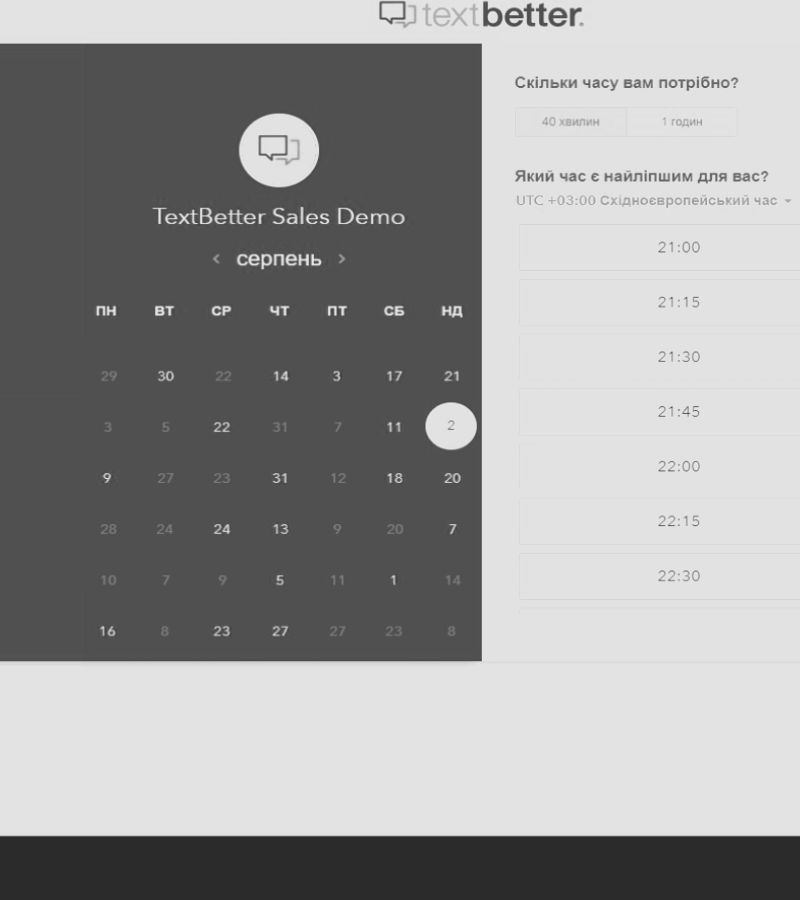 textbetter.
TextBetter Sales Demo
< серпень >
ПН ВТ СР ЧТ ПТ СБ НД
29 30 22 14 3 17 21
3 5 22 31 7 11 2
9 27 23 31 12 18 20
28 24 24 13 9 20 7
10 7 9 5 11 1 14
16 8 23 27 27 23 8
Скільки часу вам потрібно?
40 хвилин 1 годин
Який час є найліпшим для вас?
UTC +03:00 Східноєвропейський час
21:00
21:15
21:30
21:45
22:00
22:15
22:30